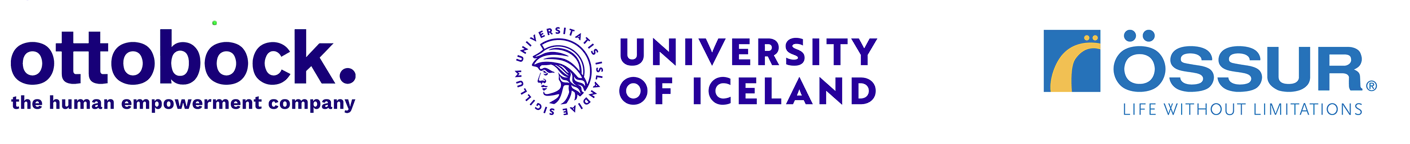 ottobock.
the human empowerment company
SIGILLUM UNIVERSITATIS ISLANDIAE
UNIVERSITY
OF ICELAND
ÖSSUR®
LIFE WITHOUT LIMITATIONS